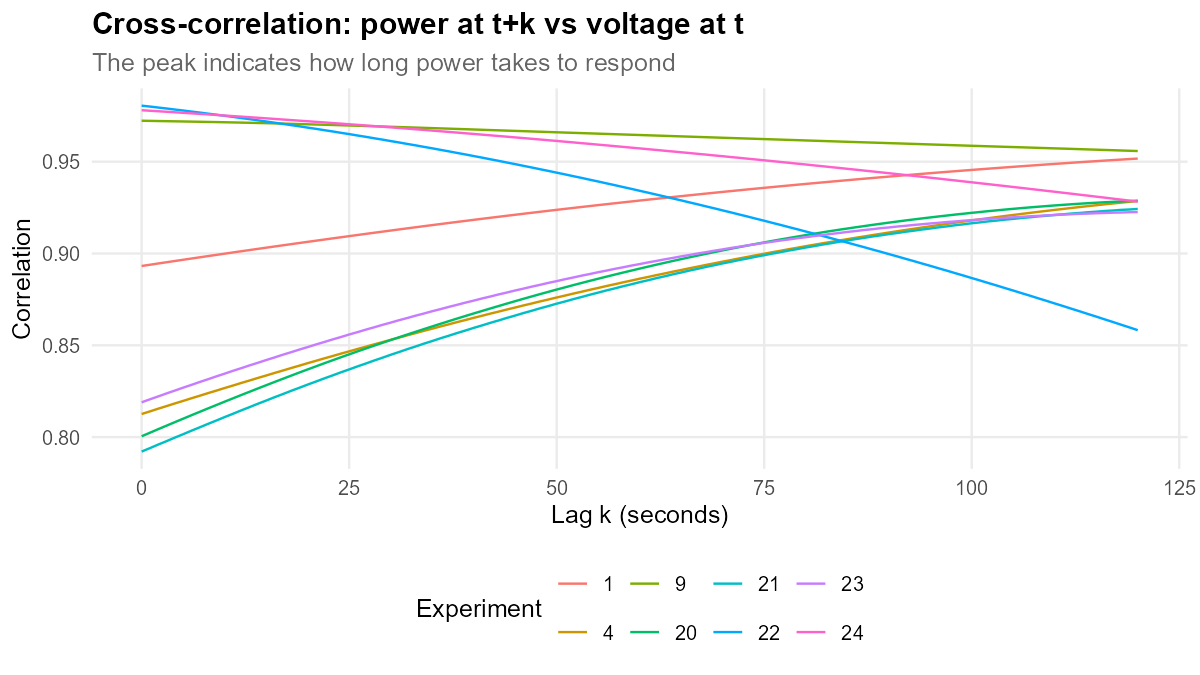 Cross-correlation: power at t+k vs voltage at t
The peak indicates how long power takes to respond
Correlation
0.95
0.90
0.85
0.80
0 25 50 75 100 125
Lag k (seconds)
Experiment
1 9 21 23
4 20 22 24